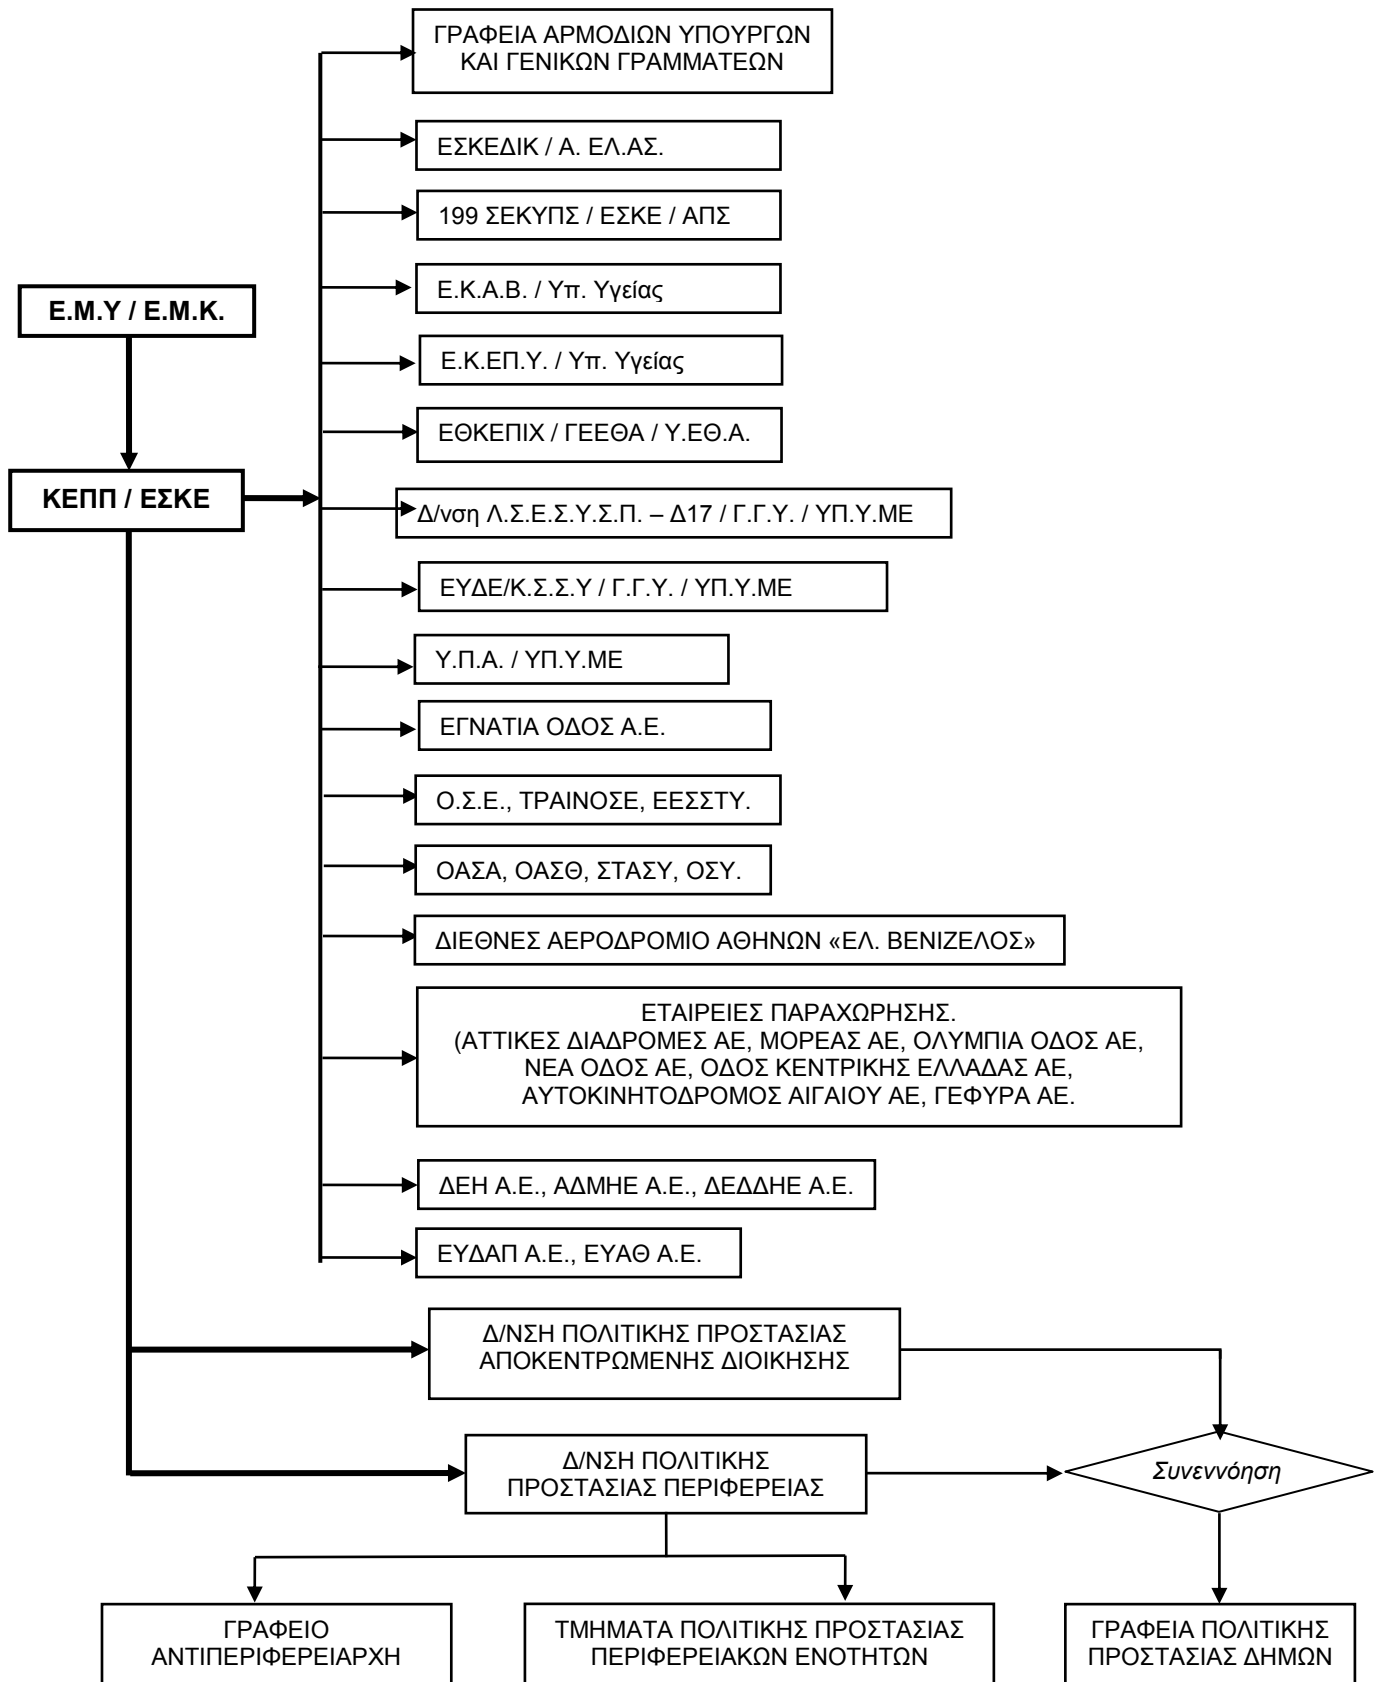 ΓΡΑΦΕΙΑ ΑΡΜΟΔΙΩΝ ΥΠΟΥΡΓΩΝ
ΚΑΙ ΓΕΝΙΚΩΝ ΓΡΑΜΜΑΤΕΩΝ
ΕΣΚΕΔΙΚ / Α. ΕΛ.ΑΣ.
199 ΣΕΚΥΠΣ / ΕΣΚΕ / ΑΠΣ
Ε.Κ.Α.Β. / Υπ. Υγείας
Ε.Μ.Υ / Ε.Μ.Κ.
Ε.Κ.ΕΠ.Υ. / Υπ. Υγείας
ΕΘΚΕΠΙΧ / ΓΕΕΘΑ / Υ.ΕΘ.Α.
ΚΕΠΠ / ΕΣΚΕ
Δ/νση Λ.Σ.Ε.Σ.Υ.Σ.Π. – Δ17 / Γ.Γ.Υ. / ΥΠ.Υ.ΜΕ
ΕΥΔΕ/Κ.Σ.Σ.Υ / Γ.Γ.Υ. / ΥΠ.Υ.ΜΕ
Υ.Π.Α. / ΥΠ.Υ.ΜΕ
ΕΓΝΑΤΙΑ ΟΔΟΣ Α.Ε.
Ο.Σ.Ε., ΤΡΑΙΝΟΣΕ, ΕΕΣΣΤΥ.
ΟΑΣΑ, ΟΑΣΘ, ΣΤΑΣΥ, ΟΣΥ.
ΔΙΕΘΝΕΣ ΑΕΡΟΔΡΟΜΙΟ ΑΘΗΝΩΝ «ΕΛ. ΒΕΝΙΖΕΛΟΣ»
ΕΤΑΙΡΕΙΕΣ ΠΑΡΑΧΩΡΗΣΗΣ.
(ΑΤΤΙΚΕΣ ΔΙΑΔΡΟΜΕΣ ΑΕ, ΜΟΡΕΑΣ ΑΕ, ΟΛΥΜΠΙΑ ΟΔΟΣ ΑΕ,
ΝΕΑ ΟΔΟΣ ΑΕ, ΟΔΟΣ ΚΕΝΤΡΙΚΗΣ ΕΛΛΑΔΑΣ ΑΕ,
ΑΥΤΟΚΙΝΗΤΟΔΡΟΜΟΣ ΑΙΓΑΙΟΥ ΑΕ, ΓΕΦΥΡΑ ΑΕ.
ΔΕΗ Α.Ε., ΑΔΜΗΕ Α.Ε., ΔΕΔΔΗΕ Α.Ε.
ΕΥΔΑΠ Α.Ε., ΕΥΑΘ Α.Ε.
Δ/ΝΣΗ ΠΟΛΙΤΙΚΗΣ ΠΡΟΣΤΑΣΙΑΣ
ΑΠΟΚΕΝΤΡΩΜΕΝΗΣ ΔΙΟΙΚΗΣΗΣ
Δ/ΝΣΗ ΠΟΛΙΤΙΚΗΣ
ΠΡΟΣΤΑΣΙΑΣ ΠΕΡΙΦΕΡΕΙΑΣ
Συνεννόηση
ΓΡΑΦΕΙΟ
ΑΝΤΙΠΕΡΙΦΕΡΕΙΑΡΧΗ
ΤΜΗΜΑΤΑ ΠΟΛΙΤΙΚΗΣ ΠΡΟΣΤΑΣΙΑΣ
ΠΕΡΙΦΕΡΕΙΑΚΩΝ ΕΝΟΤΗΤΩΝ
ΓΡΑΦΕΙΑ ΠΟΛΙΤΙΚΗΣ
ΠΡΟΣΤΑΣΙΑΣ ΔΗΜΩΝ